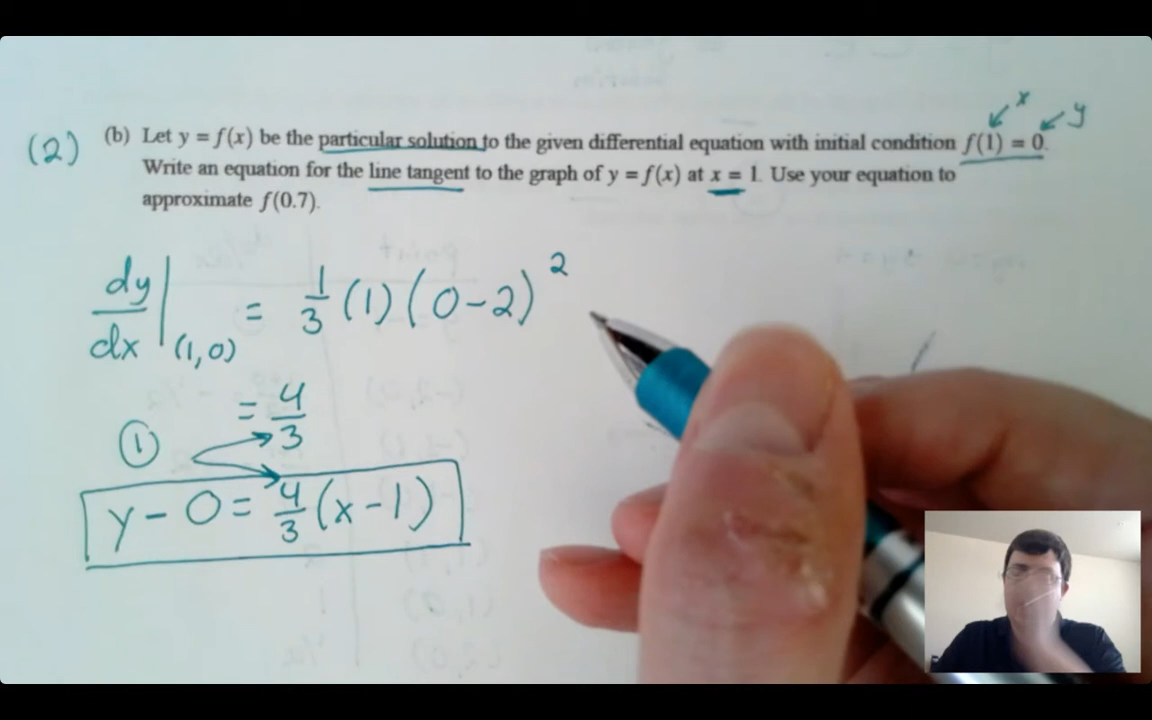 x
y
(2) (b) Let y = f(x) be the particular solution to the given differential equation with initial condition f(1) = 0.
Write an equation for the line tangent to the graph of y = f(x) at x = 1. Use your equation to
approximate f(0.7).
dy/dx |(1,0) = 1/3 (1)(0-2)^2
= 4/3
①
y - 0 = 4/3 (x - 1)